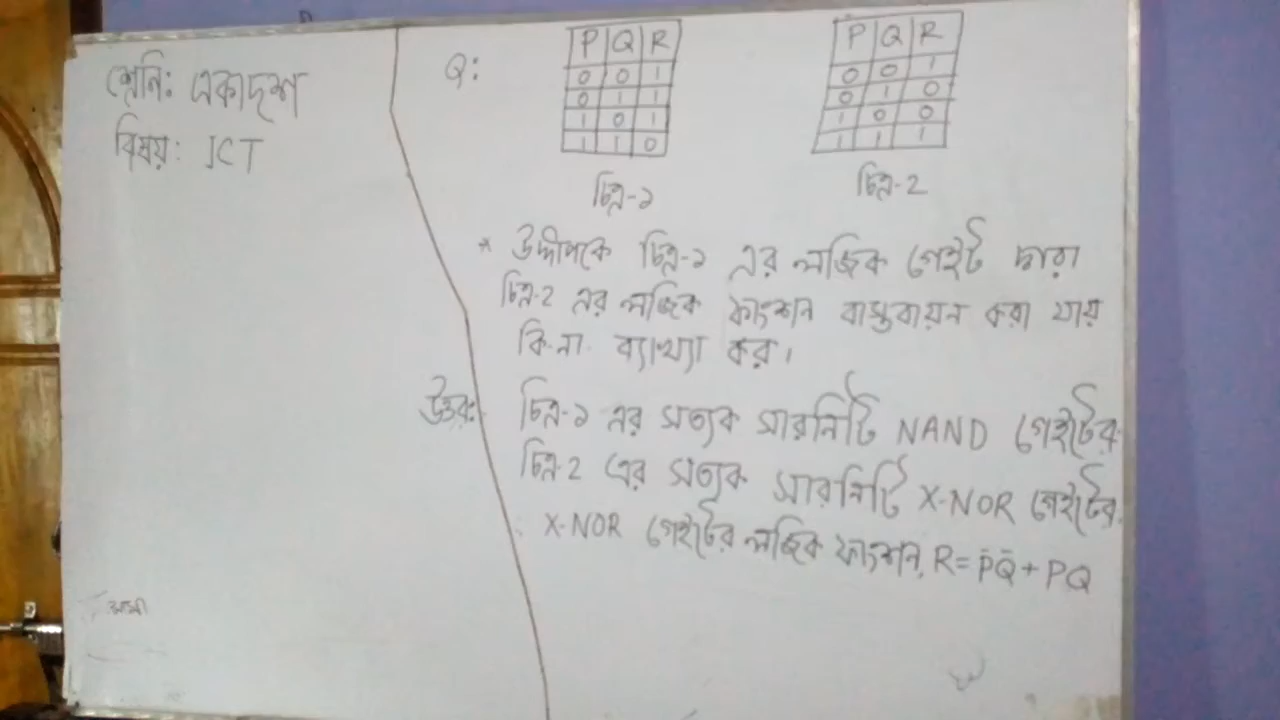 শ্রেনি: একাদশ
বিষয়: ICT
Q:
P Q R
0 0 1
0 1 1
1 0 1
1 1 0
চিত্র-১
P Q R
0 0 1
0 1 0
1 0 0
1 1 1
চিত্র-2
* উদ্দীপকে চিত্র-১ এর লজিক গেইট দ্বারা
চিত্র-2 এর লজিক ফাংশন বাস্তবায়ন করা যায়
কি-না ব্যাখ্যা কর।
উত্তর: চিত্র-১ এর সত্যক সারনিটি NAND গেইটের
চিত্র-2 এর সত্যক সারনিটি X-NOR গেইটের
X-NOR গেইটের লজিক ফাংশন, R = P̄Q̄ + PQ